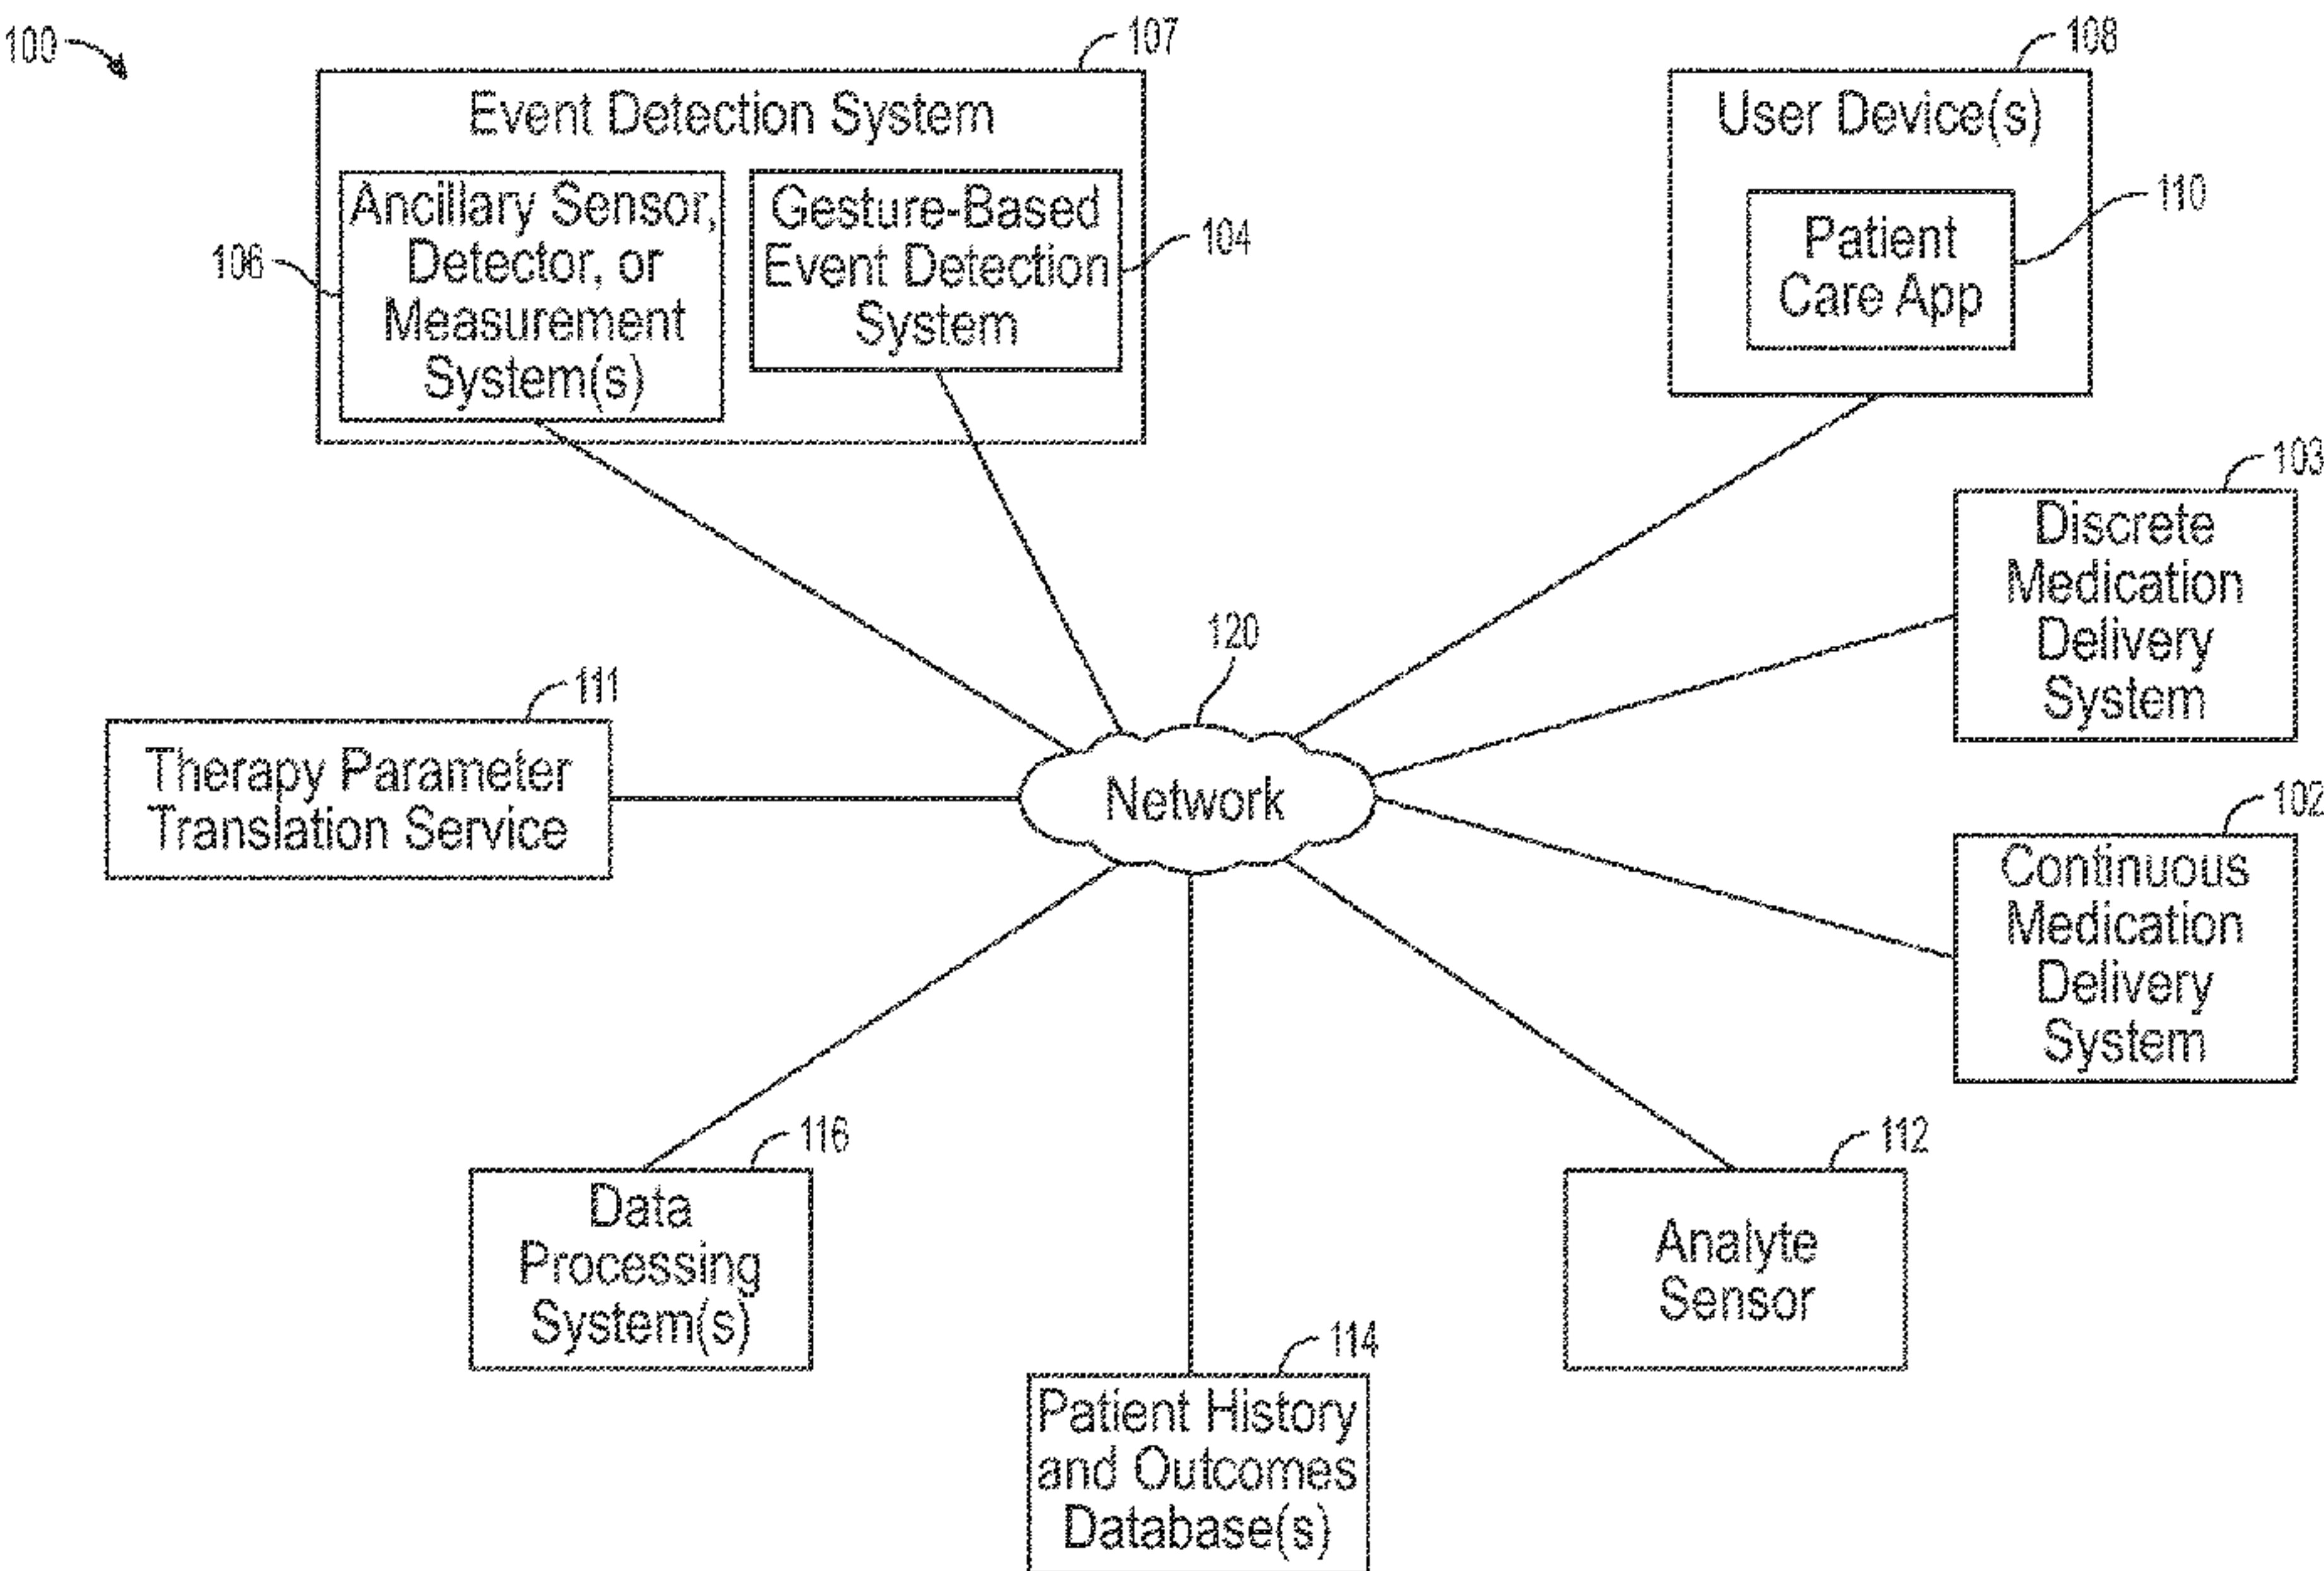 100
107
Event Detection System
106
Ancillary Sensor,
Detector, or
Measurement
System(s)
Gesture-Based
Event Detection
System
104
108
User Device(s)
Patient
Care App
110
103
Discrete
Medication
Delivery
System
111
Therapy Parameter
Translation Service
120
Network
102
Continuous
Medication
Delivery
System
116
Data
Processing
System(s)
114
Patient History
and Outcomes
Database(s)
112
Analyte
Sensor